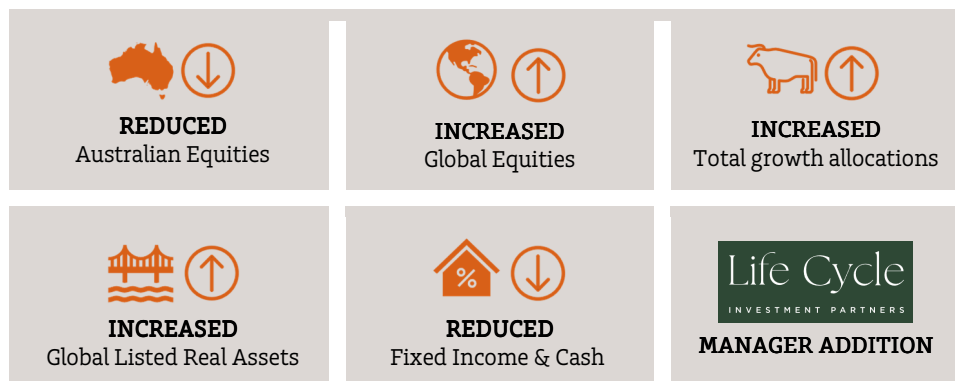 REDUCED
Australian Equities
INCREASED
Global Equities
INCREASED
Total growth allocations
INCREASED
Global Listed Real Assets
%
REDUCED
Fixed Income & Cash
Life Cycle
INVESTMENT PARTNERS
MANAGER ADDITION